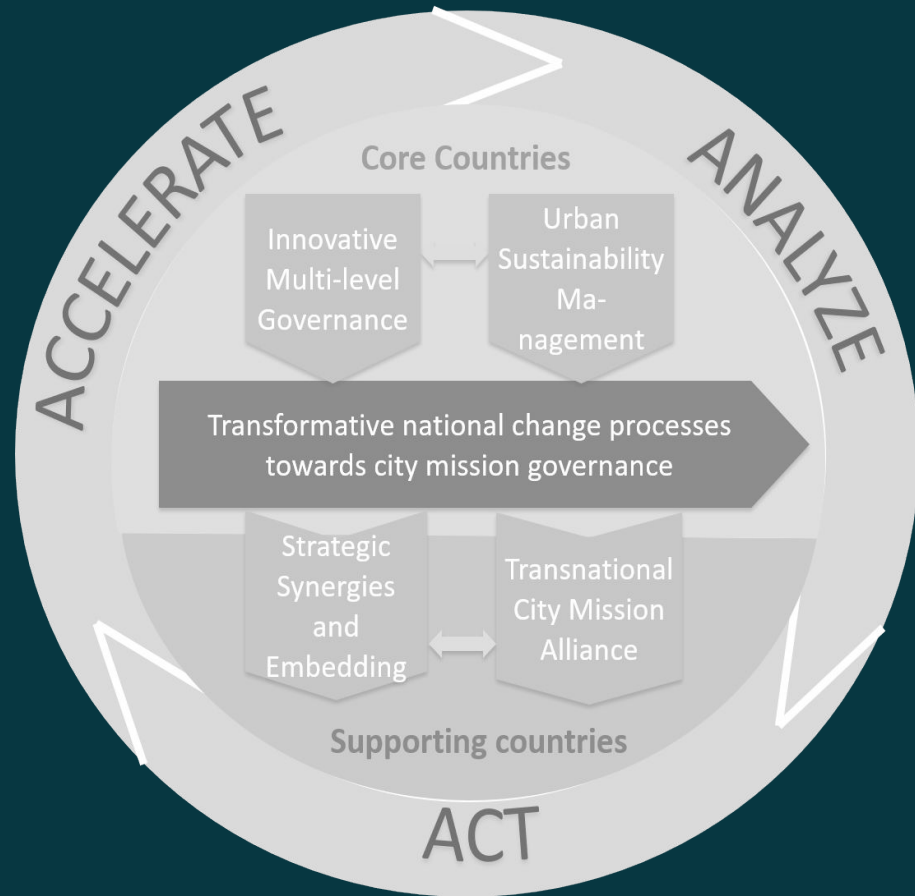 ACCELERATE
ANALYZE
Core Countries
Innovative
Multi-level
Governance
Urban
Sustainability
Ma-
nagement
Transformative national change processes
towards city mission governance
Strategic
Synergies
and
Embedding
Transnational
City Mission
Alliance
Supporting countries
ACT